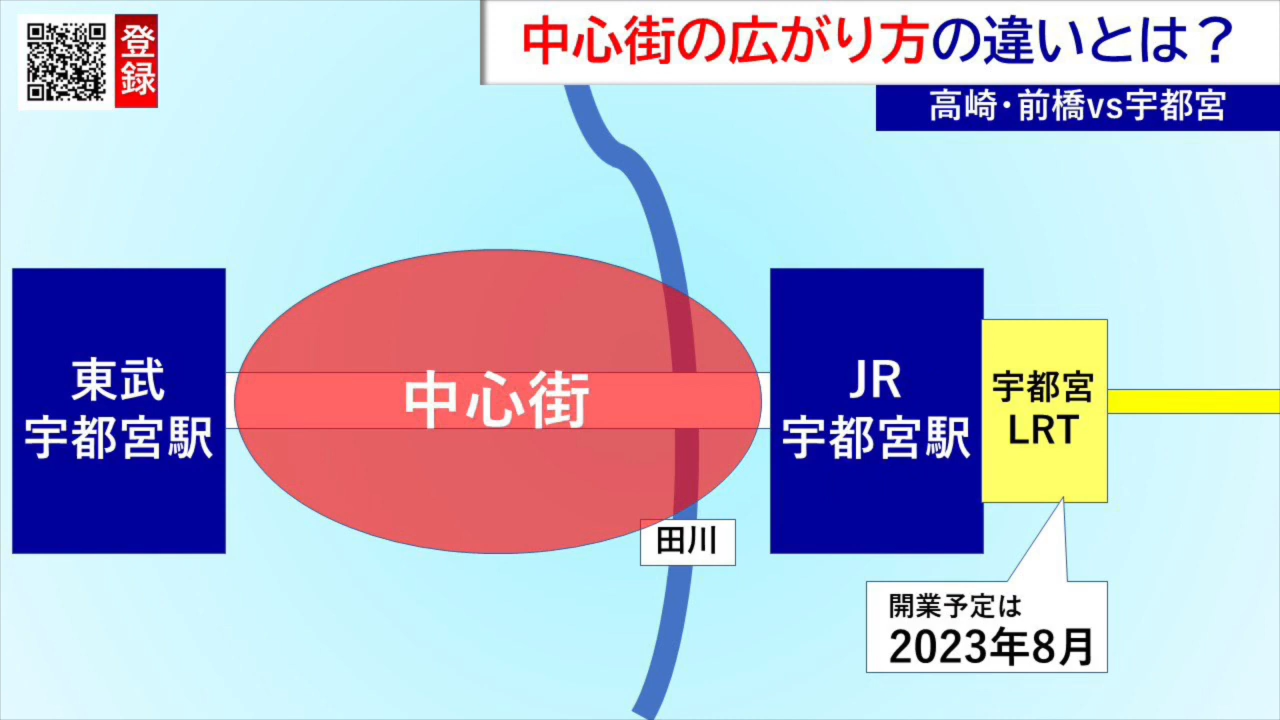 登録
中心街の広がり方の違いとは？
高崎・前橋vs宇都宮
東武
宇都宮駅
中心街
JR
宇都宮駅
宇都宮
LRT
田川
開業予定は
2023年8月